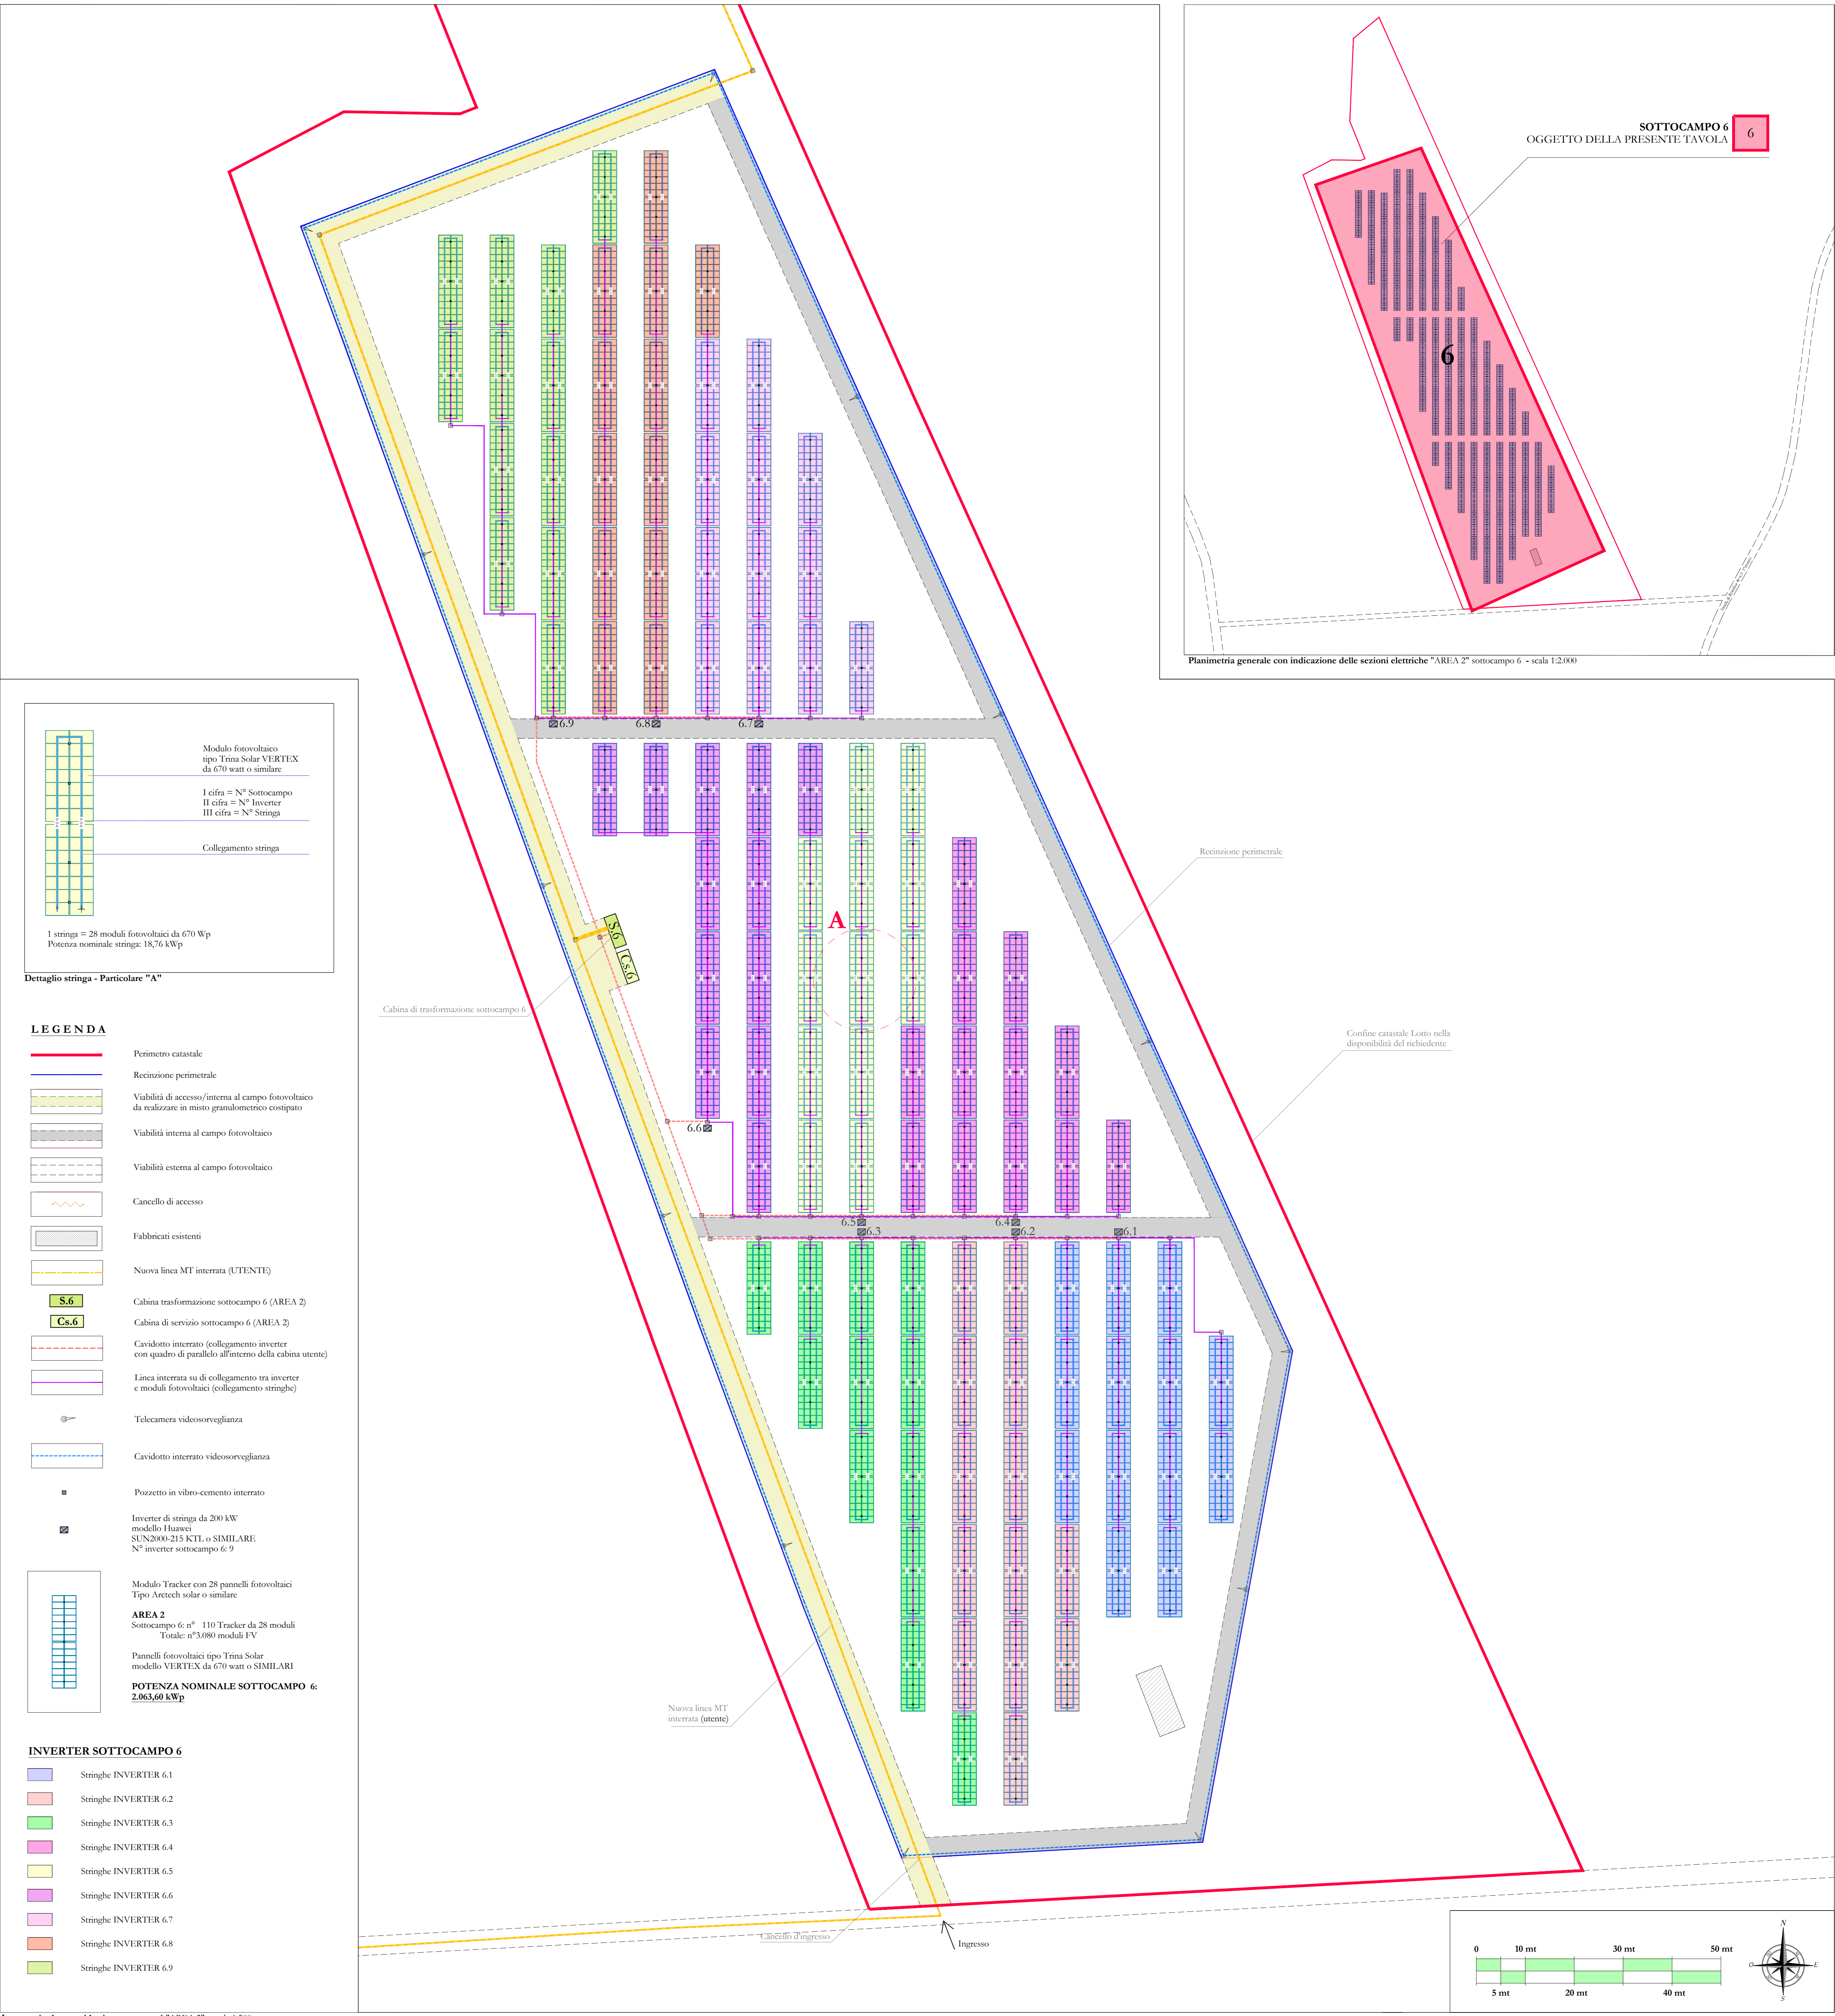 SOTTOCAMPO 6
OGGETTO DELLA PRESENTE TAVOLA
6
6
Planimetria generale con indicazione delle sezioni elettriche "AREA 2" sottocampo 6 - scala 1:2.000
Modulo fotovoltaico
tipo Trina Solar VERTEX
da 670 watt o similare
I cifra = N° Sottocampo
II cifra = N° Inverter
III cifra = N° Stringa
Collegamento stringa
1 stringa = 28 moduli fotovoltaici da 670 Wp
Potenza nominale stringa: 18,76 kWp
Dettaglio stringa - Particolare "A"
LEGENDA
Perimetro catastale
Recinzione perimetrale
Viabilità di accesso/interna al campo fotovoltaico
da realizzare in misto granulometrico costipato
Viabilità interna al campo fotovoltaico
Viabilità esterna al campo fotovoltaico
Cancello di accesso
Fabbricati esistenti
Nuova linea MT interrata (UTENTE)
S.6
Cabina trasformazione sottocampo 6 (AREA 2)
Cs.6
Cabina di servizio sottocampo 6 (AREA 2)
Cavidotto interrato (collegamento inverter
con quadro di parallelo all'interno della cabina utente)
Linea interrata su di collegamento tra inverter
e moduli fotovoltaici (collegamento stringhe)
Telecamera videosorveglianza
Cavidotto interrato videosorveglianza
Pozzetto in vibro-cemento interrato
Inverter di stringa da 200 kW
modello Huawei
SUN2000-215 KTL o SIMILARE
N° inverter sottocampo 6: 9
Modulo Tracker con 28 pannelli fotovoltaici
Tipo Arctech solar o similare
AREA 2
Sottocampo 6: n° 110 Tracker da 28 moduli
Totale: n°3.080 moduli FV
Pannelli fotovoltaici tipo Trina Solar
modello VERTEX da 670 watt o SIMILARI
POTENZA NOMINALE SOTTOCAMPO 6:
2.063,60 kWp
INVERTER SOTTOCAMPO 6
Stringhe INVERTER 6.1
Stringhe INVERTER 6.2
Stringhe INVERTER 6.3
Stringhe INVERTER 6.4
Stringhe INVERTER 6.5
Stringhe INVERTER 6.6
Stringhe INVERTER 6.7
Stringhe INVERTER 6.8
Stringhe INVERTER 6.9
6.9
6.8
6.7
A
S.6
Cs.6
Cabina di trasformazione sottocampo 6
Recinzione perimetrale
Confine catastale Lotto nella
disponibilità del richiedente
6.6
6.5
6.4
6.3
6.2
6.1
Nuova linea MT
interrata (utente)
Cancello d'ingresso
Ingresso
0 10 mt 30 mt 50 mt
5 mt 20 mt 40 mt
N
O
E
S